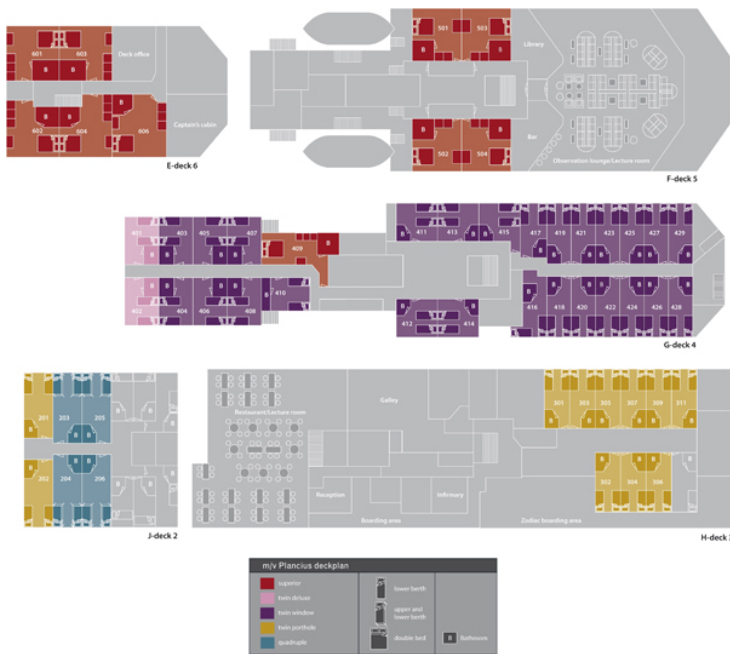 601 603
B B
Deck office
B B
602 604 606
Captain's cabin
E-deck 6
501 503
B B
Library
B B
502 504
Bar
Observation lounge/Lecture room
F-deck 5
401 403 405 407
409 B
411 413 415 417 419 421 423 425 427 429
402 404 406 408
B 410
412 414
416 418 420 422 424 426 428
G-deck 4
201 203 205
B B B
202 204 206
J-deck 2
Restaurant/Lecture room
Galley
Reception
Infirmary
Boarding area
Zodiac boarding area
301 303 305 307 309 311
B B B B B B
B B B B
302 304 306
H-deck
m/v Plancius deckplan
superior
twin deluxe
twin window
twin porthole
quadruple
lower berth
upper and
lower berth
double bed
B Bathroom